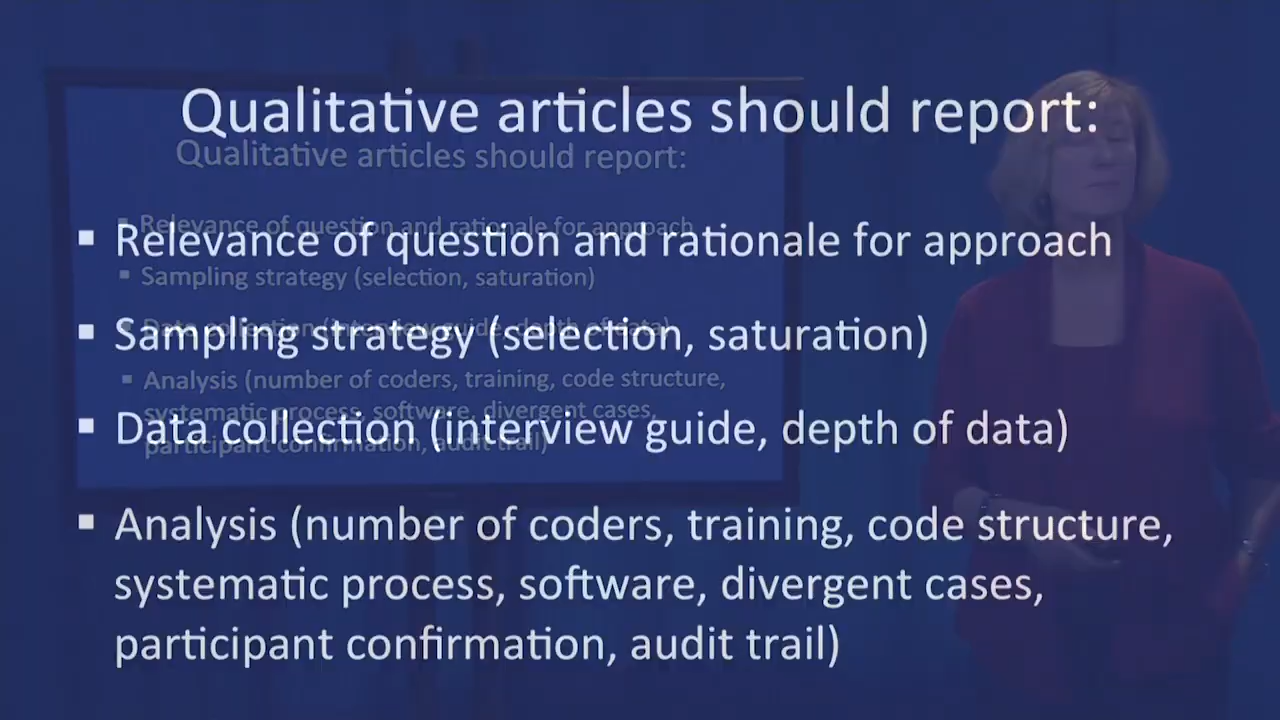 Qualitative articles should report:
Qualitative articles should report:
▪ Relevance of question and rationale for approach
▪ Relevance of question and rationale for approach
▪ Sampling strategy (selection, saturation)
▪ Sampling strategy (selection, saturation)
▪ Data collection (interview guide, depth of data)
▪ Analysis (number of coders, training, code structure,
systematic process, software, divergent cases,
participant confirmation, audit trail)
▪ Data collection (interview guide, depth of data)
▪ Analysis (number of coders, training, code structure,
systematic process, software, divergent cases,
participant confirmation, audit trail)